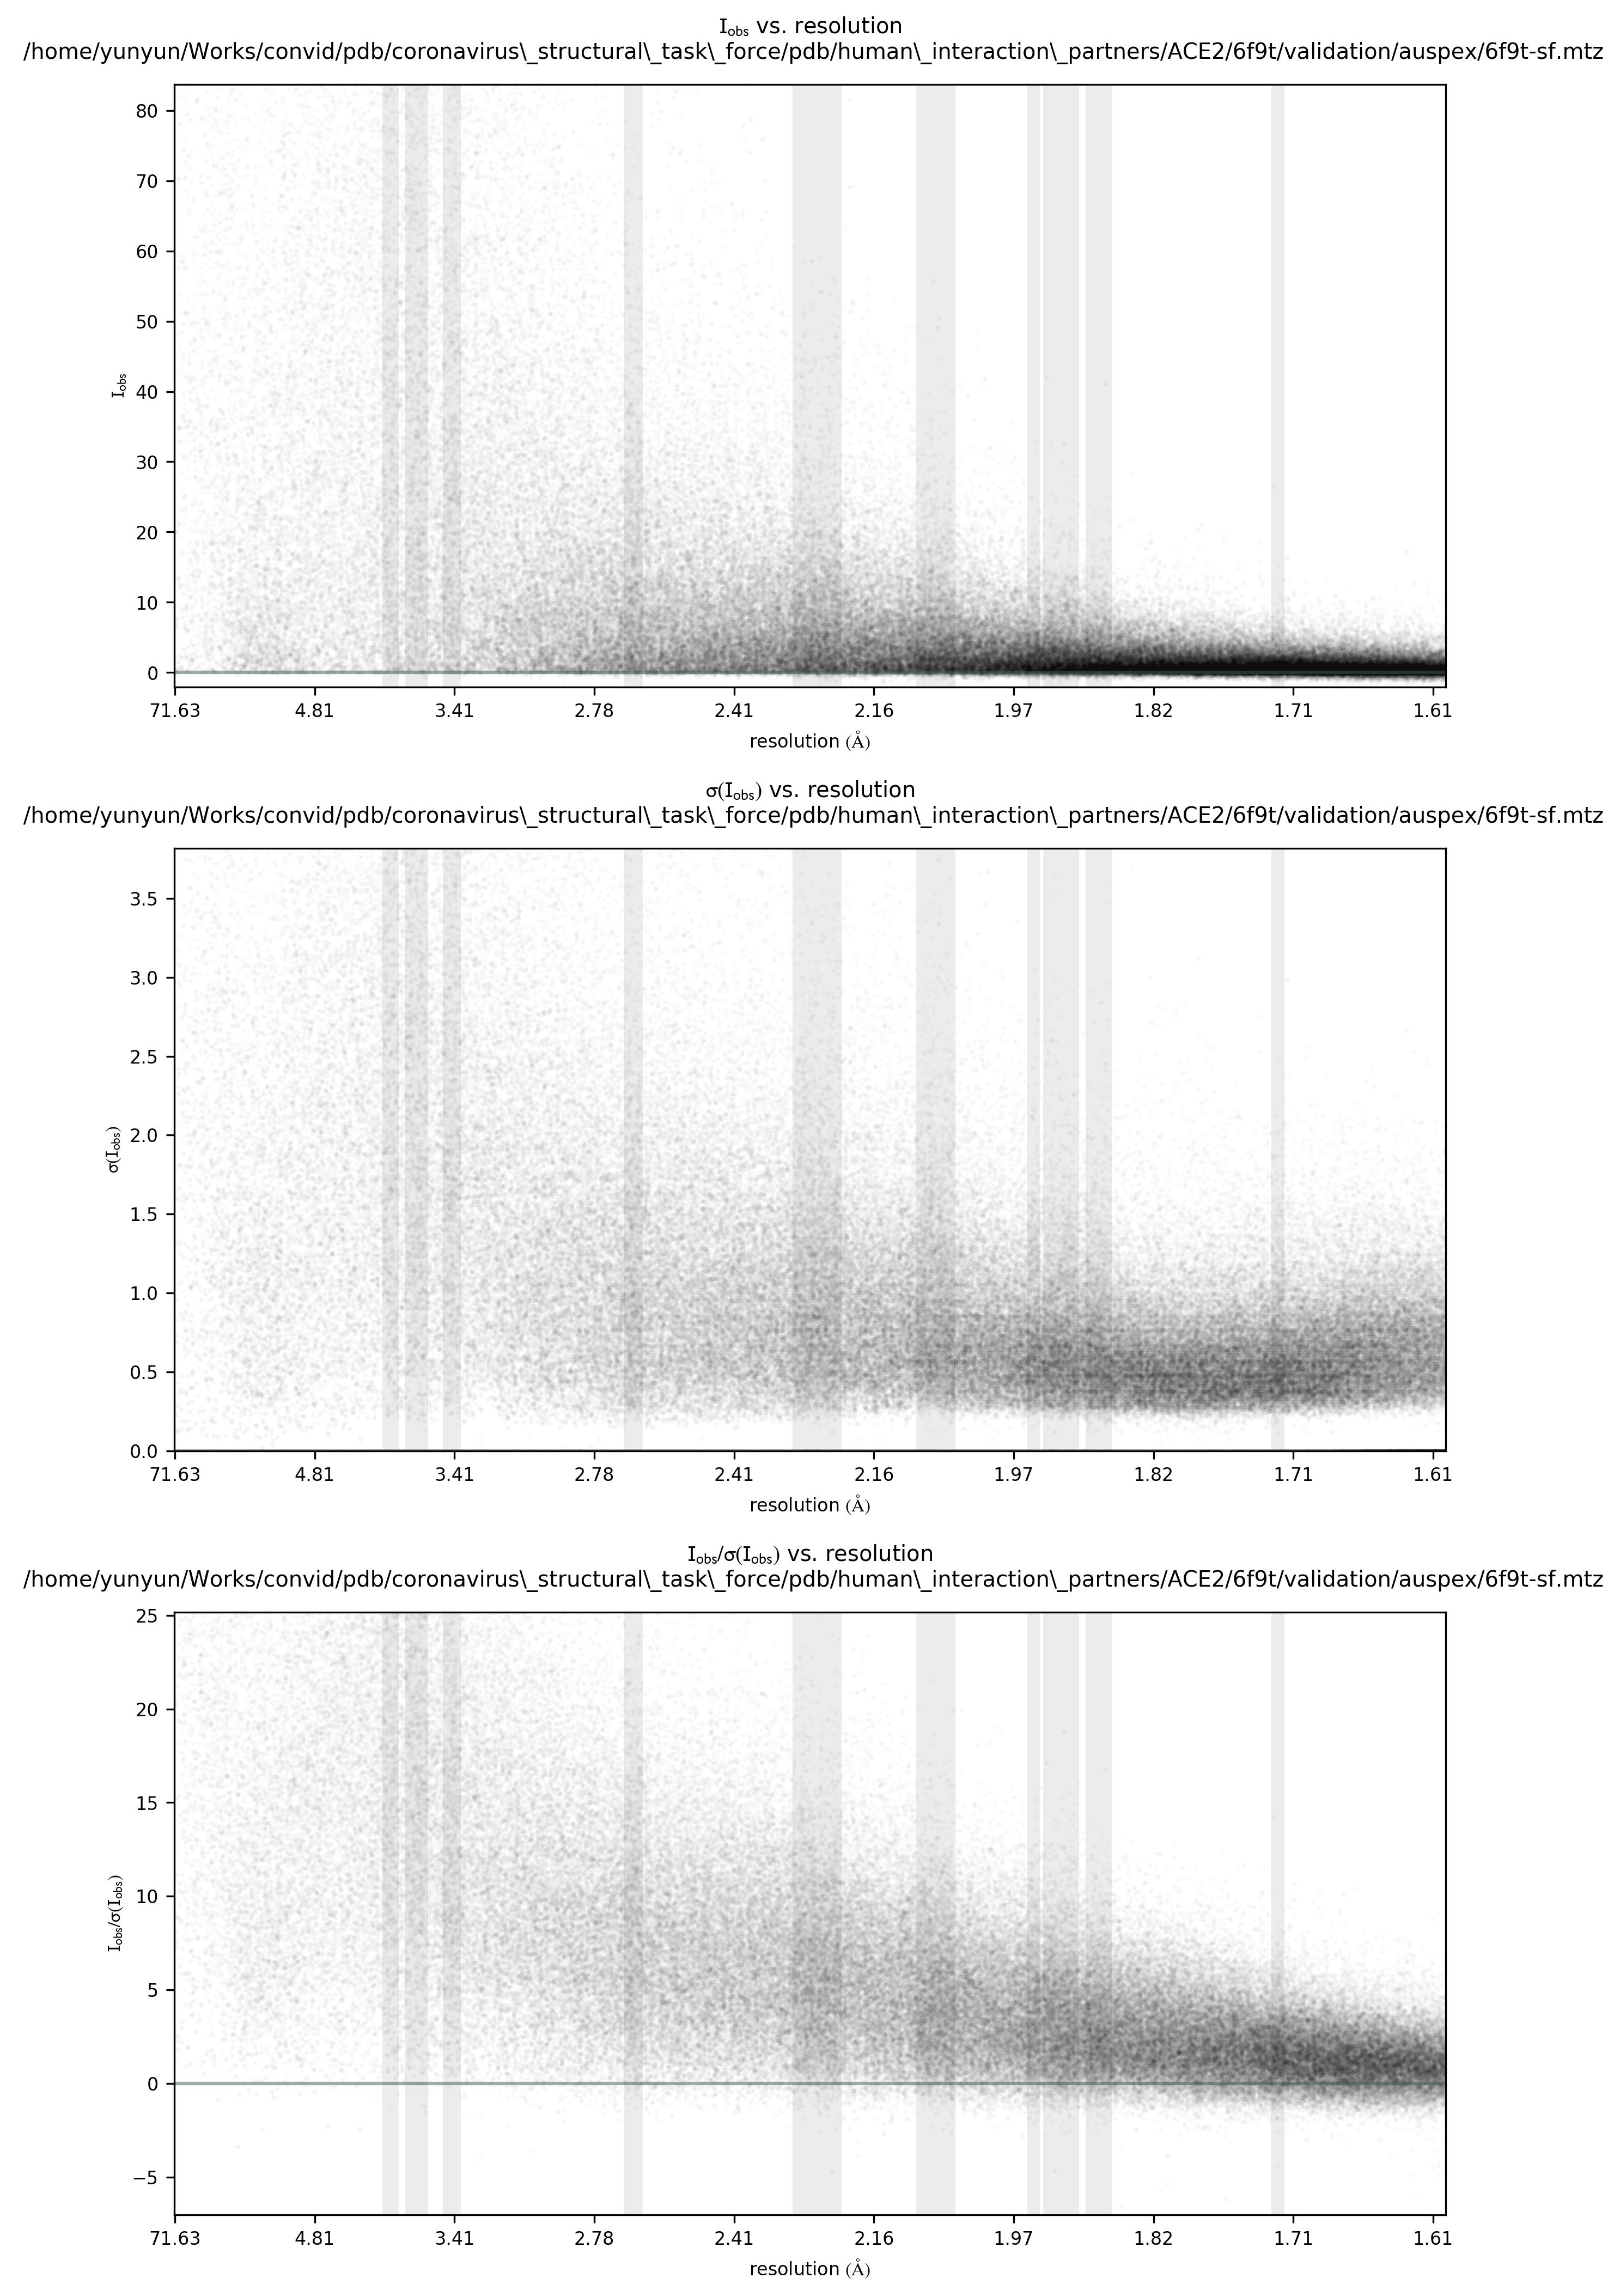 I_obs vs. resolution
/home/yunyun/Works/convid/pdb/coronavirus\_structural\_task\_force/pdb/human\_interaction\_partners/ACE2/6f9t/validation/auspex/6f9t-sf.mtz
80
70
60
50
40
30
20
10
0
I_obs
71.63 4.81 3.41 2.78 2.41 2.16 1.97 1.82 1.71 1.61
resolution (Å)
σ(I_obs) vs. resolution
/home/yunyun/Works/convid/pdb/coronavirus\_structural\_task\_force/pdb/human\_interaction\_partners/ACE2/6f9t/validation/auspex/6f9t-sf.mtz
3.5
3.0
2.5
2.0
1.5
1.0
0.5
0.0
σ(I_obs)
71.63 4.81 3.41 2.78 2.41 2.16 1.97 1.82 1.71 1.61
resolution (Å)
I_obs/σ(I_obs) vs. resolution
/home/yunyun/Works/convid/pdb/coronavirus\_structural\_task\_force/pdb/human\_interaction\_partners/ACE2/6f9t/validation/auspex/6f9t-sf.mtz
25
20
15
10
5
0
−5
I_obs/σ(I_obs)
71.63 4.81 3.41 2.78 2.41 2.16 1.97 1.82 1.71 1.61
resolution (Å)